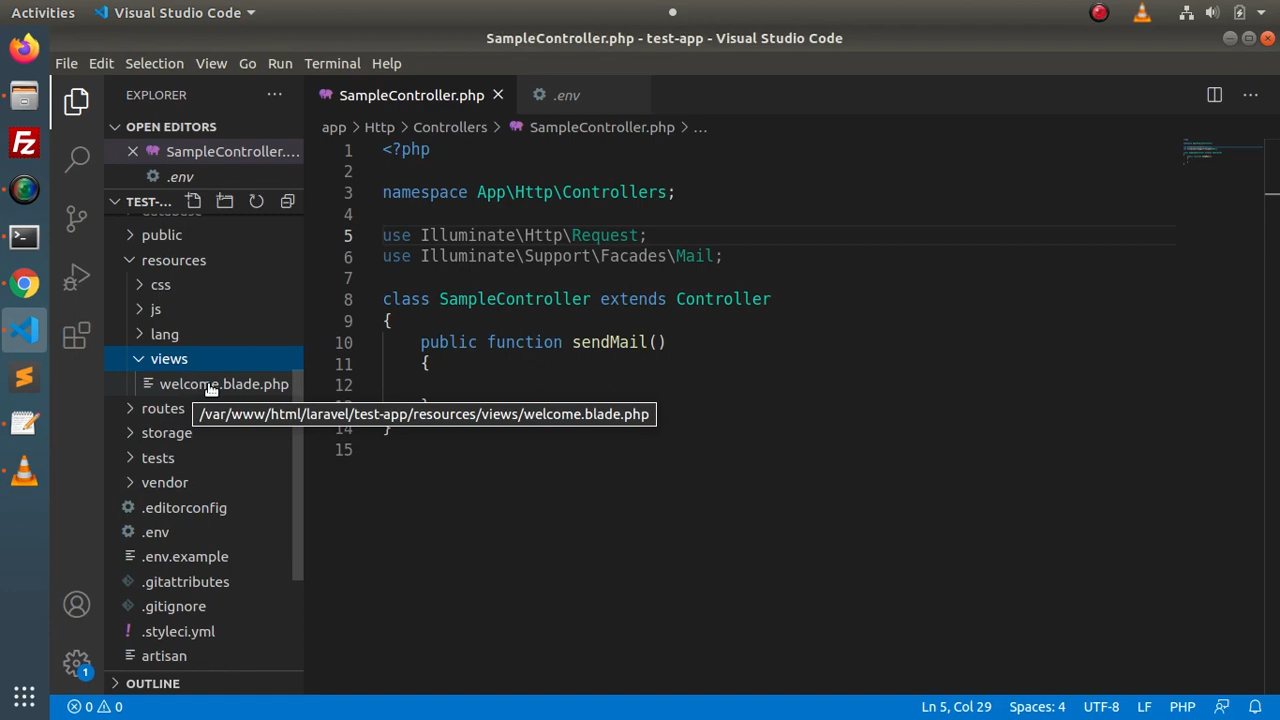 Activities
Visual Studio Code
SampleController.php - test-app - Visual Studio Code
File Edit Selection View Go Run Terminal Help
EXPLORER
SampleController.php
.env
OPEN EDITORS
app > Http > Controllers > SampleController.php > ...
SampleController....
.env
TEST-...
database
public
resources
css
js
lang
views
welcome.blade.php
routes
/var/www/html/laravel/test-app/resources/views/welcome.blade.php
storage
tests
vendor
.editorconfig
.env
.env.example
.gitattributes
.gitignore
.styleci.yml
artisan
OUTLINE
1 <?php
2
3 namespace App\Http\Controllers;
4
5 use Illuminate\Http\Request;
6 use Illuminate\Support\Facades\Mail;
7
8 class SampleController extends Controller
9 {
10 public function sendMail()
11 {
12
14 }
15
1
0 0
Ln 5, Col 29 Spaces: 4 UTF-8 LF PHP